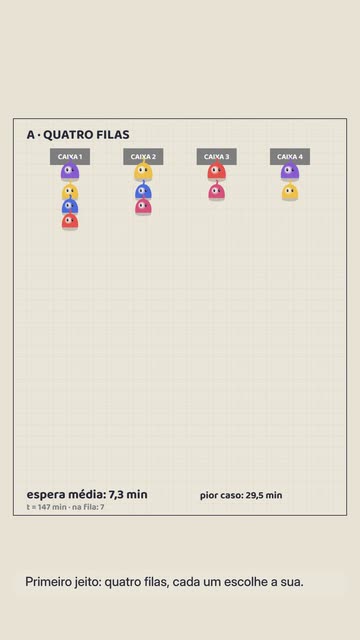 A · QUATRO FILAS
CAIXA 1 CAIXA 2 CAIXA 3 CAIXA 4
espera média: 7,3 min pior caso: 29,5 min
t = 147 min · na fila: 7
Primeiro jeito: quatro filas, cada um escolhe a sua.